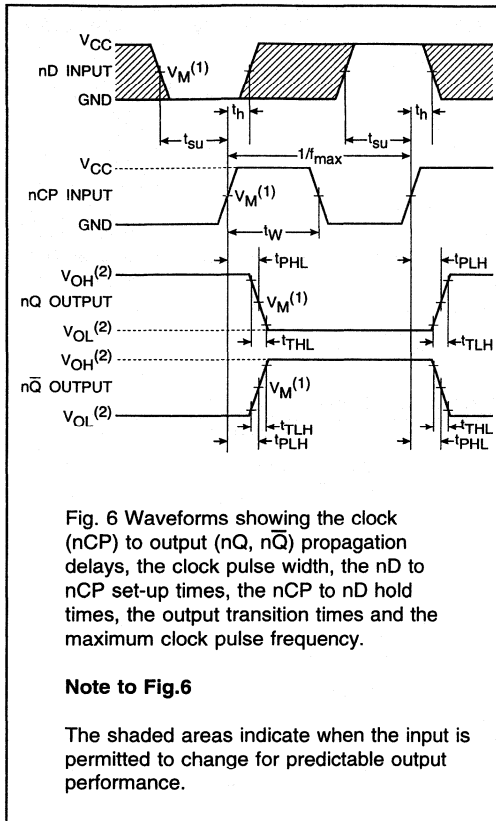 VCC
nD INPUT
VM(1)
GND
th
th
tsu
tsu
1/fmax
VCC
nCP INPUT
VM(1)
GND
tW
VOH(2)
tPHL
tPLH
nQ OUTPUT
VM(1)
VOL(2)
tTHL
tTLH
VOH(2)
nQ̅ OUTPUT
VM(1)
VOL(2)
tTLH
tTHL
tPLH
tPHL
Fig. 6 Waveforms showing the clock
(nCP) to output (nQ, nQ̅) propagation
delays, the clock pulse width, the nD to
nCP set-up times, the nCP to nD hold
times, the output transition times and the
maximum clock pulse frequency.
Note to Fig.6
The shaded areas indicate when the input is
permitted to change for predictable output
performance.